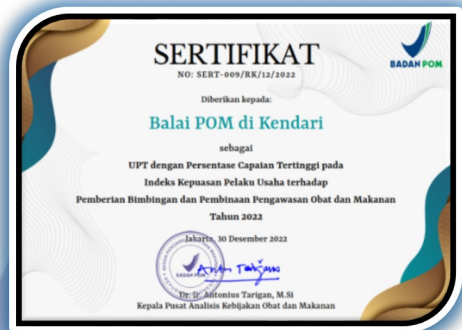 SERTIFIKAT
NO: SERT-009/RK/12/2022
BADAN POM
Diberikan kepada:
Balai POM di Kendari
sebagai
UPT dengan Persentase Capaian Tertinggi pada
Indeks Kepuasan Pelaku Usaha terhadap
Pemberian Bimbingan dan Pembinaan Pengawasan Obat dan Makanan
Tahun 2022
Jakarta, 30 Desember 2022
BADAN POM
Dr. Ir. Antonius Tarigan, M.Si
Kepala Pusat Analisis Kebijakan Obat dan Makanan